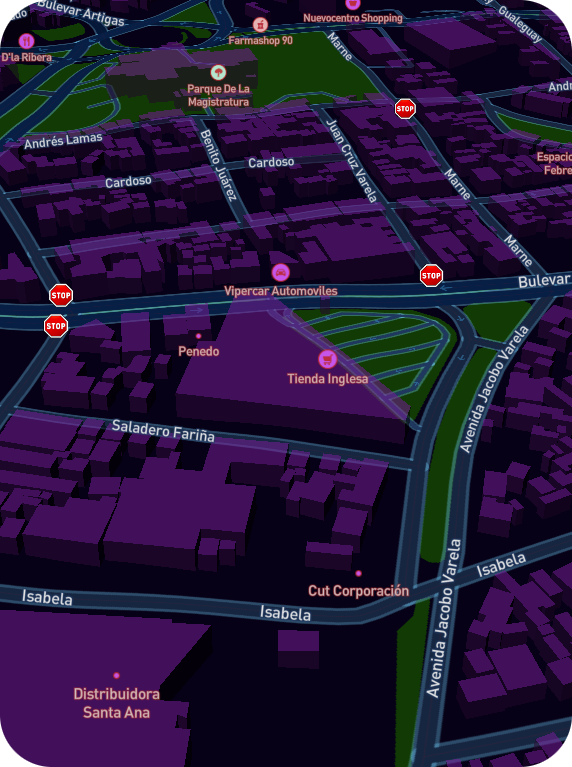 Bulevar Artigas
Nuevocentro Shopping
Gualeguay
Farmashop 90
Marne
D'la Ribera
Parque De La
Magistratura
STOP
Andrés Lamas
Benito Juárez
Juan Cruz Varela
Cardoso
Cardoso
Marne
Marne
STOP
STOP
STOP
Bulevar
Vipercar Automoviles
Penedo
Tienda Inglesa
Avenida Jacobo Varela
Saladero Fariña
Isabela
Cut Corporación
Isabela
Isabela
Avenida Jacobo Varela
Distribuidora
Santa Ana